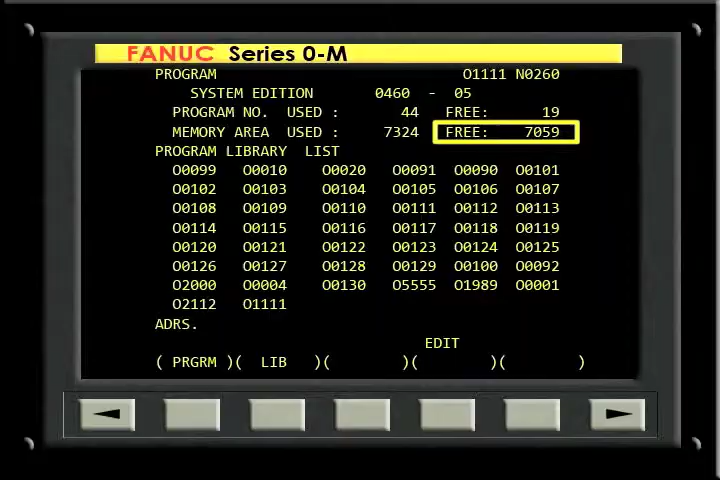 FANUC Series 0-M
PROGRAM O1111 N0260
SYSTEM EDITION 0460 - 05
PROGRAM NO. USED : 44 FREE: 19
MEMORY AREA USED : 7324 FREE: 7059
PROGRAM LIBRARY LIST
O0099 O0010 O0020 O0091 O0090 O0101
O0102 O0103 O0104 O0105 O0106 O0107
O0108 O0109 O0110 O0111 O0112 O0113
O0114 O0115 O0116 O0117 O0118 O0119
O0120 O0121 O0122 O0123 O0124 O0125
O0126 O0127 O0128 O0129 O0100 O0092
O2000 O0004 O0130 O5555 O1989 O0001
O2112 O1111
ADRS.
EDIT
( PRGRM )( LIB )( )( )( )